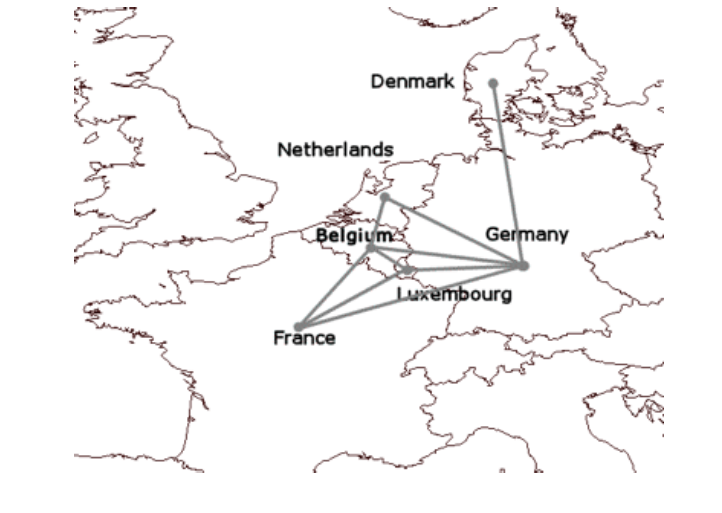 Denmark
Netherlands
Belgium
Germany
Luxembourg
France